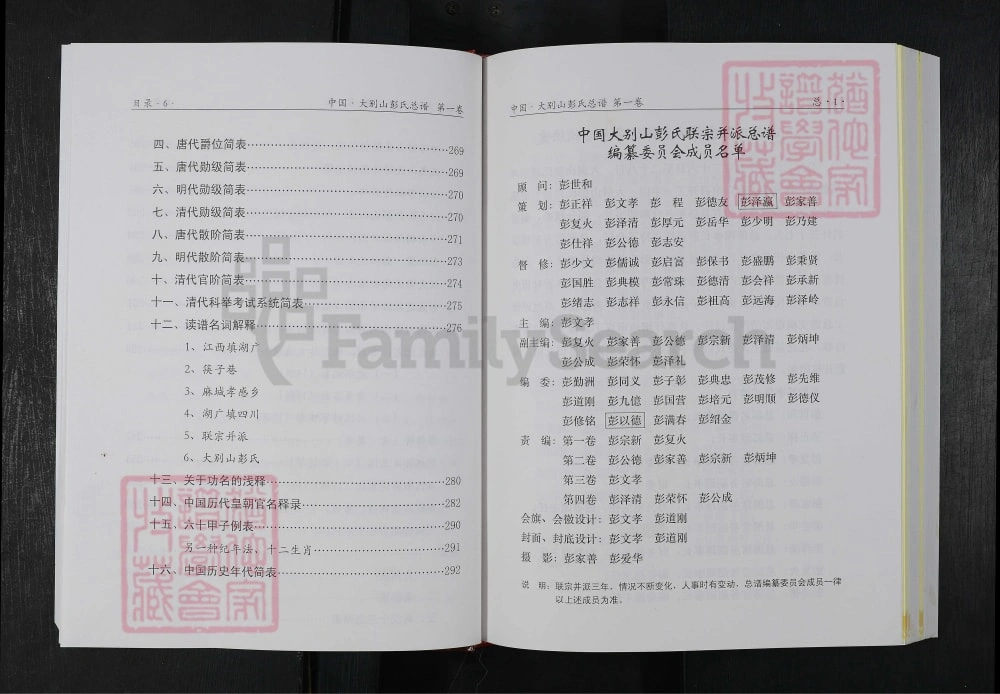 目录·6·
中国·大别山彭氏总谱 第一卷
四、唐代爵位简表………269
五、唐代勋级简表………269
六、明代勋级简表………270
七、清代勋级简表………270
八、唐代散阶简表………271
九、明代散阶简表………273
十、清代官阶简表………274
十一、清代科举考试系统简表………275
十二、读谱名词解释………276
1、江西填湖广
2、筷子巷
3、麻城孝感乡
4、湖广填四川
5、联宗并派
6、大别山彭氏
十三、关于功名的浅释………280
十四、中国历代皇朝官名释录………282
十五、六十甲子例表………290
另一种纪年法、十二生肖………291
十六、中国历史年代简表………292
中国·大别山彭氏总谱 第一卷
总·1·
中国大别山彭氏联宗并派总谱
编纂委员会成员名单
顾 问：彭世和
策 划：彭正祥 彭文孝 彭 程 彭德友 彭泽瀛 彭家善
彭复火 彭泽清 彭厚元 彭岳华 彭少明 彭乃建
彭仕祥 彭公德 彭志安
督 修：彭少文 彭儒诚 彭启富 彭保书 彭盛鹏 彭秉贤
彭国胜 彭典模 彭常珠 彭德清 彭会祥 彭承新
彭绪志 彭志祥 彭永信 彭祖高 彭远海 彭泽岭
主 编：彭文孝
副主编：彭复火 彭家善 彭公德 彭宗新 彭泽清 彭炳坤
彭公成 彭荣怀 彭泽礼
编 委：彭勤洲 彭同义 彭子彰 彭典忠 彭茂修 彭先维
彭道刚 彭九億 彭国营 彭培元 彭明顺 彭德仪
彭修铭 彭以德 彭满春 彭绍金
责 编：第一卷 彭宗新 彭复火
第二卷 彭公德 彭家善 彭宗新 彭炳坤
第三卷 彭文孝
第四卷 彭泽清 彭荣怀 彭公成
会旗、会徽设计：彭文孝 彭道刚
封面、封底设计：彭文孝 彭道刚
摄 影：彭家善 彭爱华
说 明：联宗并派三年，情况不断变化，人事时有变动，总谱编纂委员会成员一律
以上述成员为准。
FamilySearch